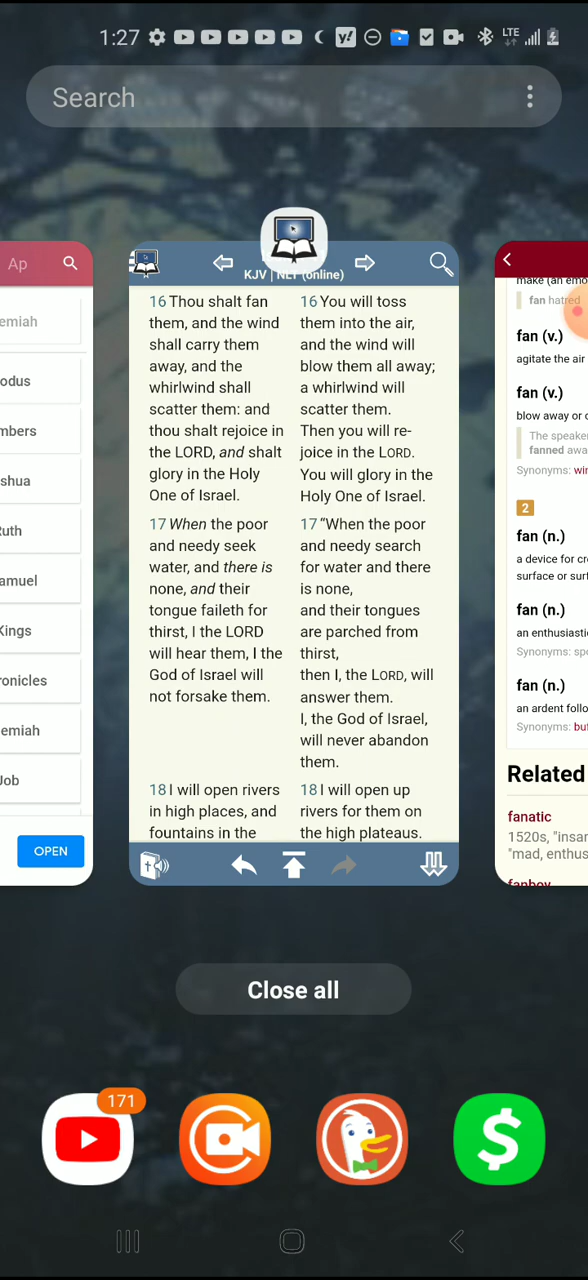 1:27
y!
LTE
Search
Ap
emiah
odus
mbers
shua
Ruth
amuel
Kings
ronicles
emiah
Job
OPEN
KJV | NLT (online)
16 Thou shalt fan
them, and the wind
shall carry them
away, and the
whirlwind shall
scatter them: and
thou shalt rejoice in
the LORD, and shalt
glory in the Holy
One of Israel.
17 When the poor
and needy seek
water, and there is
none, and their
tongue faileth for
thirst, I the LORD
will hear them, I the
God of Israel will
not forsake them.
18 I will open rivers
in high places, and
fountains in the
16 You will toss
them into the air,
and the wind will
blow them all away;
a whirlwind will
scatter them.
Then you will re-
joice in the LORD.
You will glory in the
Holy One of Israel.
17 “When the poor
and needy search
for water and there
is none,
and their tongues
are parched from
thirst,
then I, the LORD, will
answer them.
I, the God of Israel,
will never abandon
them.
18 I will open up
rivers for them on
the high plateaus.
make (an emo
fan hatred
fan (v.)
agitate the air
fan (v.)
blow away or
The speaker
fanned awa
Synonyms: wir
2
fan (n.)
a device for cre
surface or surf
fan (n.)
an enthusiasti
Synonyms: spe
fan (n.)
an ardent follo
Synonyms: buf
Related
fanatic
1520s, "insar
"mad, enthus
fanboy
Close all
171
$